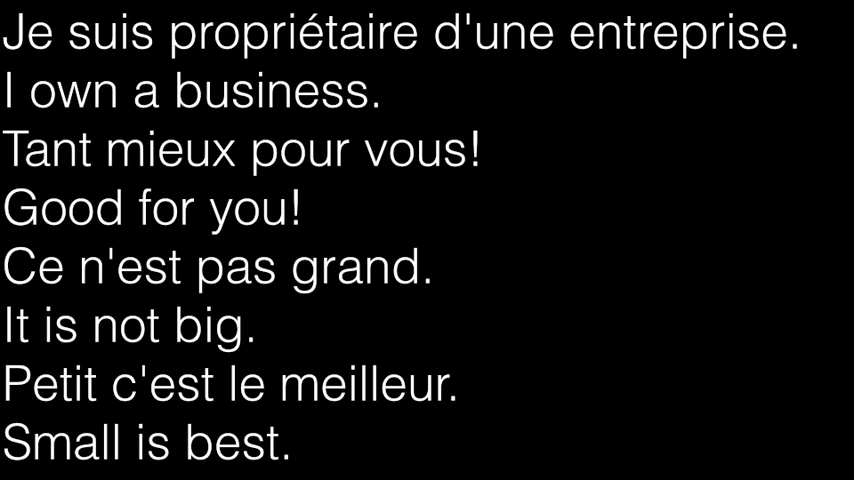 Je suis propriétaire d'une entreprise.
I own a business.
Tant mieux pour vous!
Good for you!
Ce n'est pas grand.
It is not big.
Petit c'est le meilleur.
Small is best.